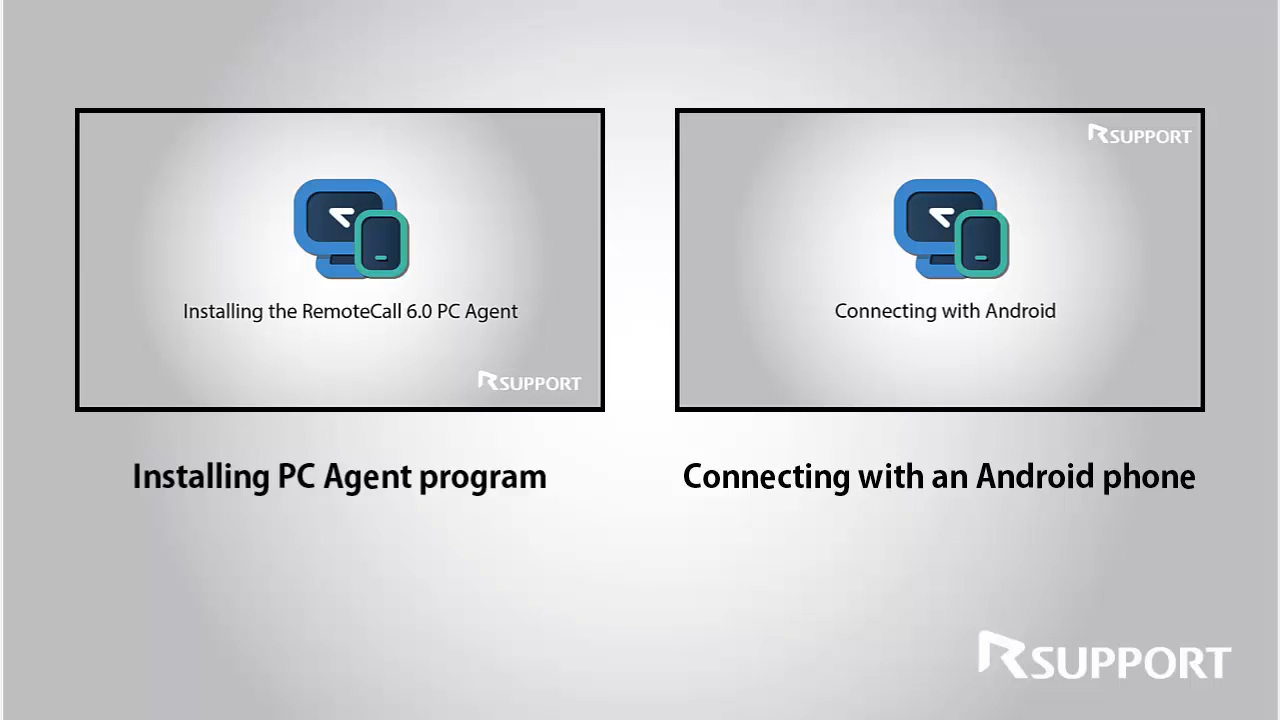 RSUPPORT
Installing the RemoteCall 6.0 PC Agent
Connecting with Android
RSUPPORT
Installing PC Agent program
Connecting with an Android phone
RSUPPORT